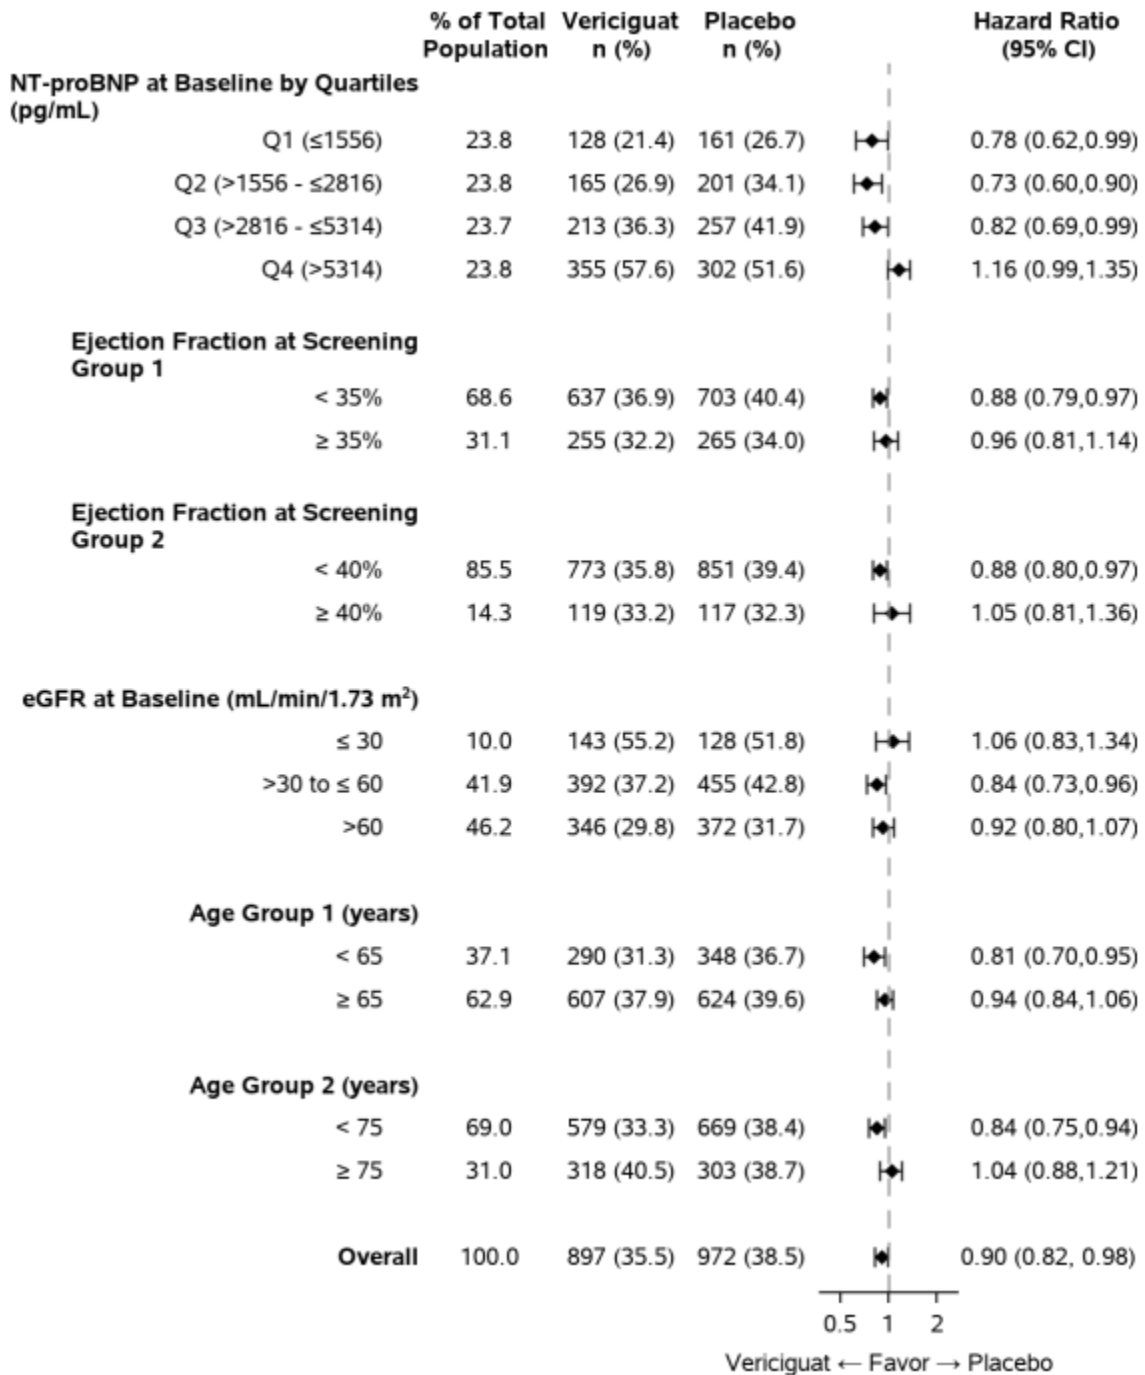 % of Total Vericiguat Placebo Hazard Ratio
Population n (%) n (%) (95% CI)
NT-proBNP at Baseline by Quartiles
(pg/mL)
Q1 (≤1556) 23.8 128 (21.4) 161 (26.7) 0.78 (0.62,0.99)
Q2 (>1556 - ≤2816) 23.8 165 (26.9) 201 (34.1) 0.73 (0.60,0.90)
Q3 (>2816 - ≤5314) 23.7 213 (36.3) 257 (41.9) 0.82 (0.69,0.99)
Q4 (>5314) 23.8 355 (57.6) 302 (51.6) 1.16 (0.99,1.35)
Ejection Fraction at Screening
Group 1
< 35% 68.6 637 (36.9) 703 (40.4) 0.88 (0.79,0.97)
≥ 35% 31.1 255 (32.2) 265 (34.0) 0.96 (0.81,1.14)
Ejection Fraction at Screening
Group 2
< 40% 85.5 773 (35.8) 851 (39.4) 0.88 (0.80,0.97)
≥ 40% 14.3 119 (33.2) 117 (32.3) 1.05 (0.81,1.36)
eGFR at Baseline (mL/min/1.73 m²)
≤ 30 10.0 143 (55.2) 128 (51.8) 1.06 (0.83,1.34)
>30 to ≤ 60 41.9 392 (37.2) 455 (42.8) 0.84 (0.73,0.96)
>60 46.2 346 (29.8) 372 (31.7) 0.92 (0.80,1.07)
Age Group 1 (years)
< 65 37.1 290 (31.3) 348 (36.7) 0.81 (0.70,0.95)
≥ 65 62.9 607 (37.9) 624 (39.6) 0.94 (0.84,1.06)
Age Group 2 (years)
< 75 69.0 579 (33.3) 669 (38.4) 0.84 (0.75,0.94)
≥ 75 31.0 318 (40.5) 303 (38.7) 1.04 (0.88,1.21)
Overall 100.0 897 (35.5) 972 (38.5) 0.90 (0.82, 0.98)
0.5 1 2
Vericiguat ← Favor → Placebo